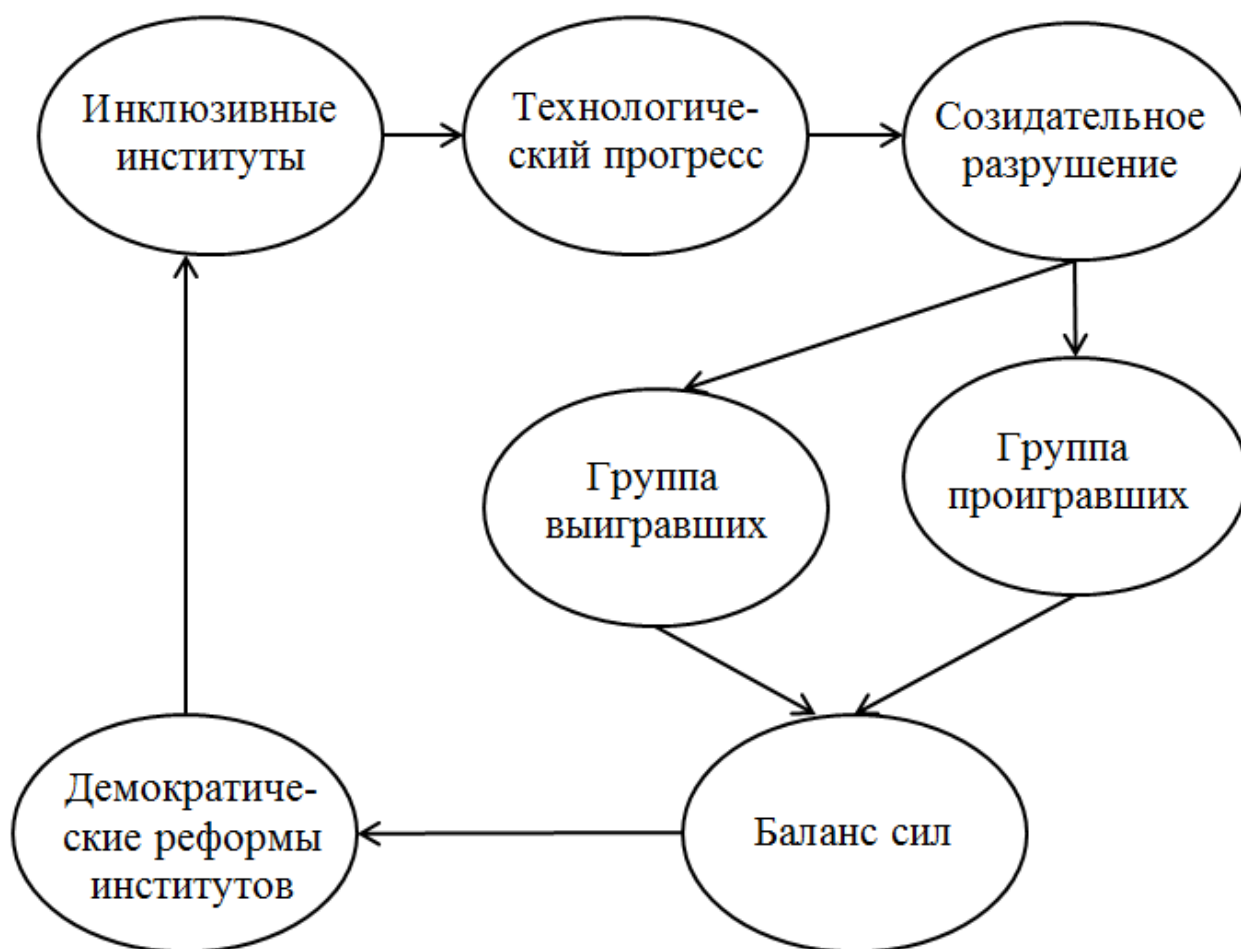 Инклюзивные
институты
Технологиче-
ский прогресс
Созидательное
разрушение
Группа
выигравших
Группа
проигравших
Демократиче-
ские реформы
институтов
Баланс сил